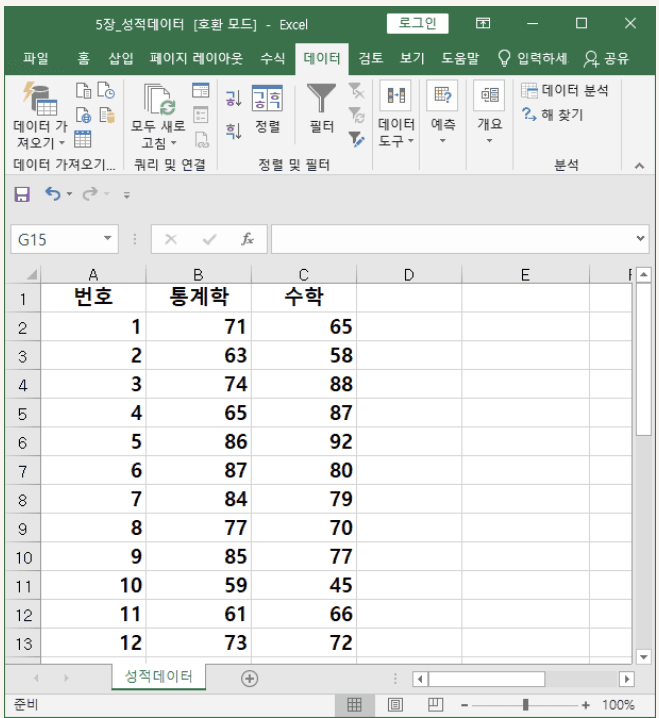 5장_성적데이터 [호환 모드] - Excel 로그인
파일 홈 삽입 페이지 레이아웃 수식 데이터 검토 보기 도움말 입력하세 공유
데이터 가져오기 모두 새로 고침 정렬 필터 데이터 도구 예측 개요 데이터 분석
해 찾기
데이터 가져오기... 쿼리 및 연결 정렬 및 필터 분석
G15 fx
A B C D E F
1 번호 통계학 수학
2 1 71 65
3 2 63 58
4 3 74 88
5 4 65 87
6 5 86 92
7 6 87 80
8 7 84 79
9 8 77 70
10 9 85 77
11 10 59 45
12 11 61 66
13 12 73 72
성적데이터
준비 100%